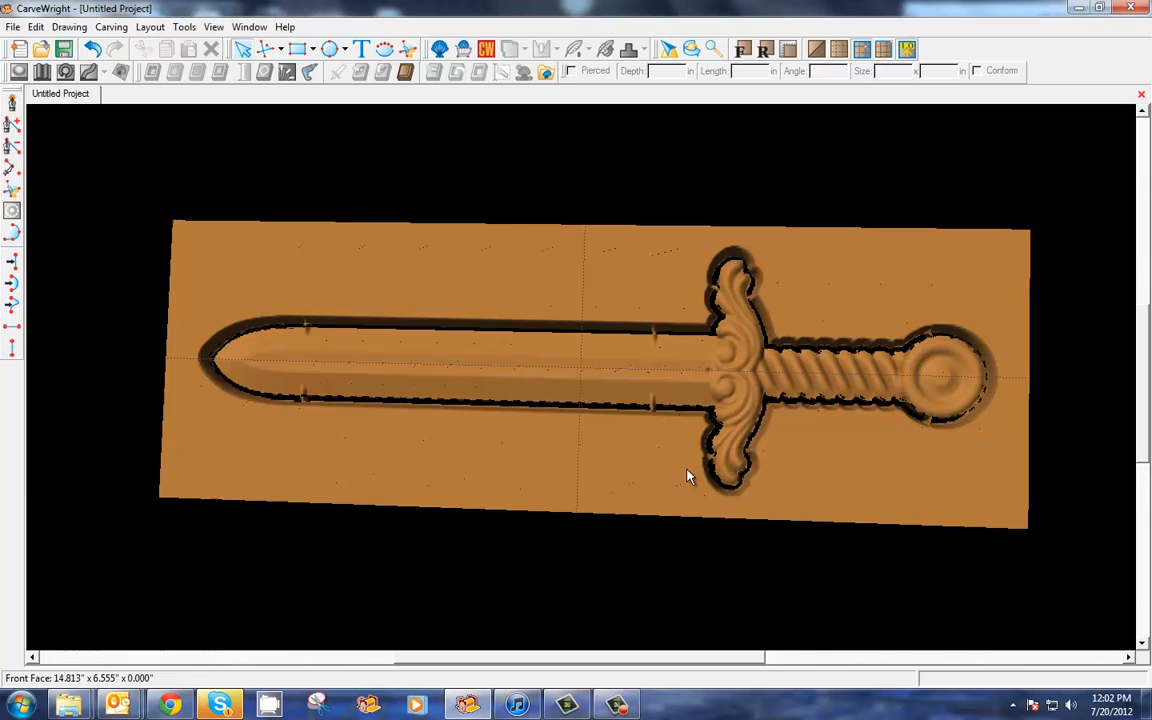 CarveWright - [Untitled Project]
File Edit Drawing Carving Layout Tools View Window Help
CW F R
Pierced Depth: in Length: in Angle: Size: x in Conform
Untitled Project
Front Face: 14.813" x 6.555" x 0.000"
12:02 PM
7/20/2012